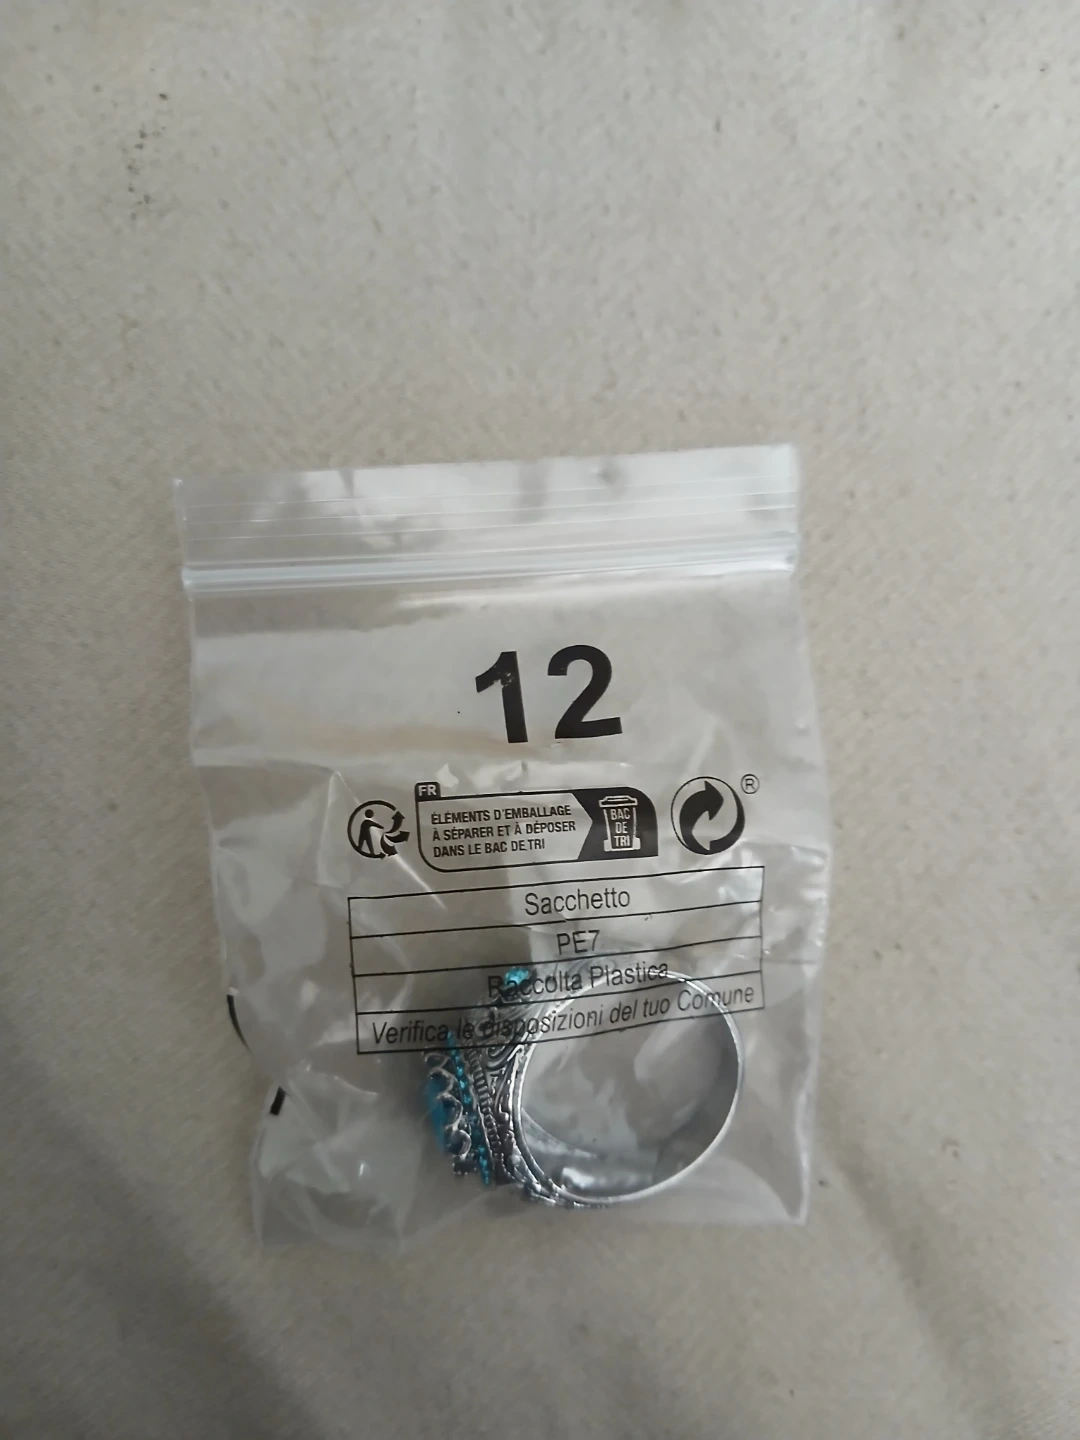 12
FR
ÉLÉMENTS D'EMBALLAGE
À SÉPARER ET À DÉPOSER
DANS LE BAC DE TRI
BAC
DE
TRI
®
Sacchetto
PE7
Raccolta Plastica
Verifica le disposizioni del tuo Comune